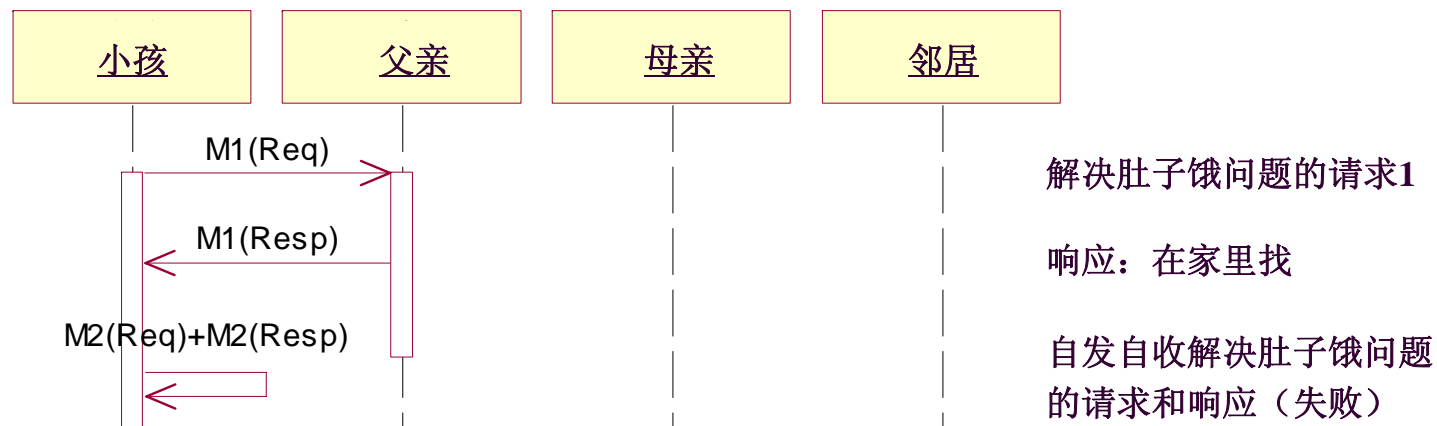 小孩
父亲
母亲
邻居
M1(Req)
解决肚子饿问题的请求1
M1(Resp)
响应：在家里找
M2(Req)+M2(Resp)
自发自收解决肚子饿问题
的请求和响应（失败）